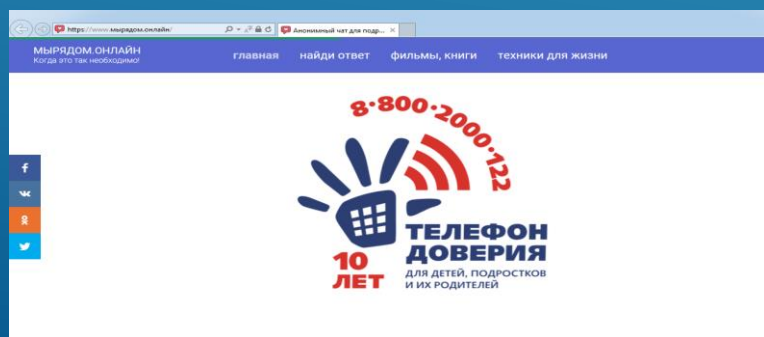 https://www.мырядом.онлайн/
Анонимный чат для подр...
МЫРЯДОМ.ОНЛАЙН
Когда это так необходимо!
главная найди ответ фильмы, книги техники для жизни
8·800·2000·122
ТЕЛЕФОН
ДОВЕРИЯ
ДЛЯ ДЕТЕЙ, ПОДРОСТКОВ
И ИХ РОДИТЕЛЕЙ
10
ЛЕТ